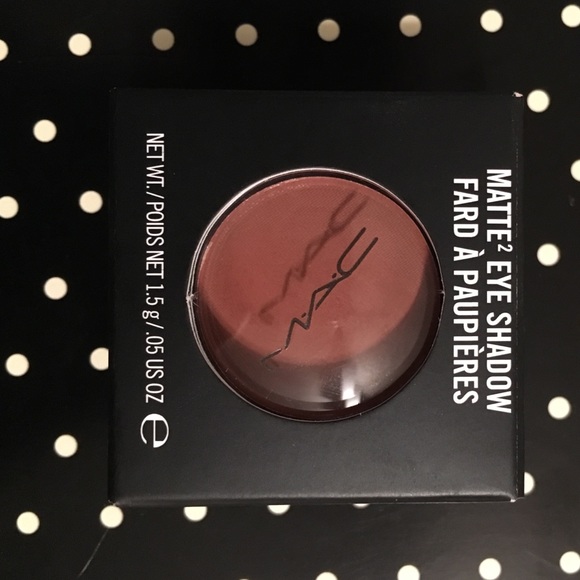 MATTE² EYE SHADOW
FARD À PAUPIÈRES
M·A·C
NET WT./POIDS NET 1.5 g/.05 US OZ e